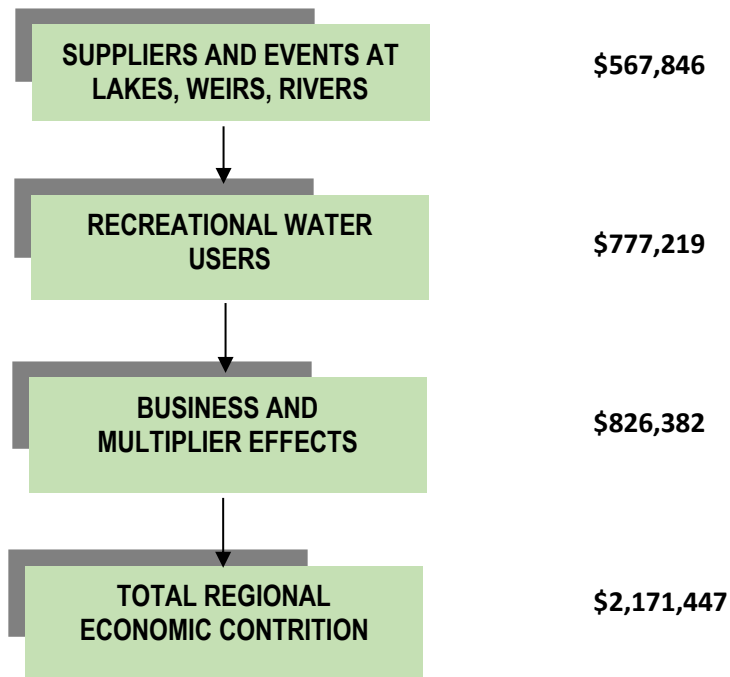 SUPPLIERS AND EVENTS AT
LAKES, WEIRS, RIVERS
$567,846
RECREATIONAL WATER
USERS
$777,219
BUSINESS AND
MULTIPLIER EFFECTS
$826,382
TOTAL REGIONAL
ECONOMIC CONTRITION
$2,171,447